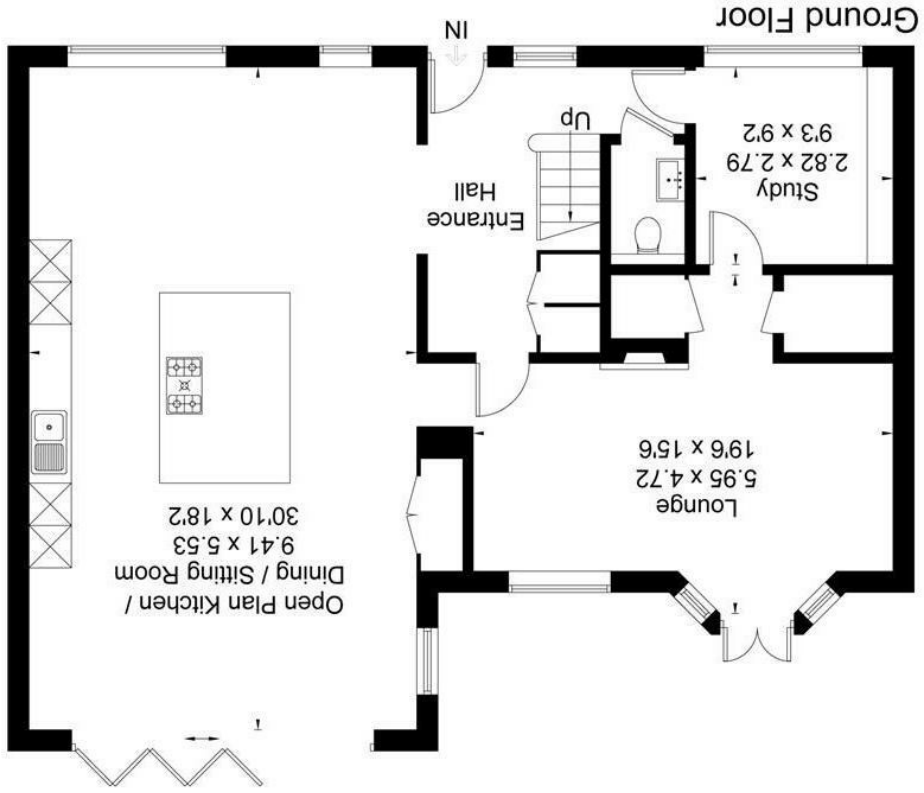 Open Plan Kitchen /
Dining / Sitting Room
9.41 x 5.53
30'10 x 18'2
Lounge
5.95 x 4.72
19'6 x 15'6
Entrance
Hall
Study
2.82 x 2.79
9'3 x 9'2
Up
IN
Ground Floor